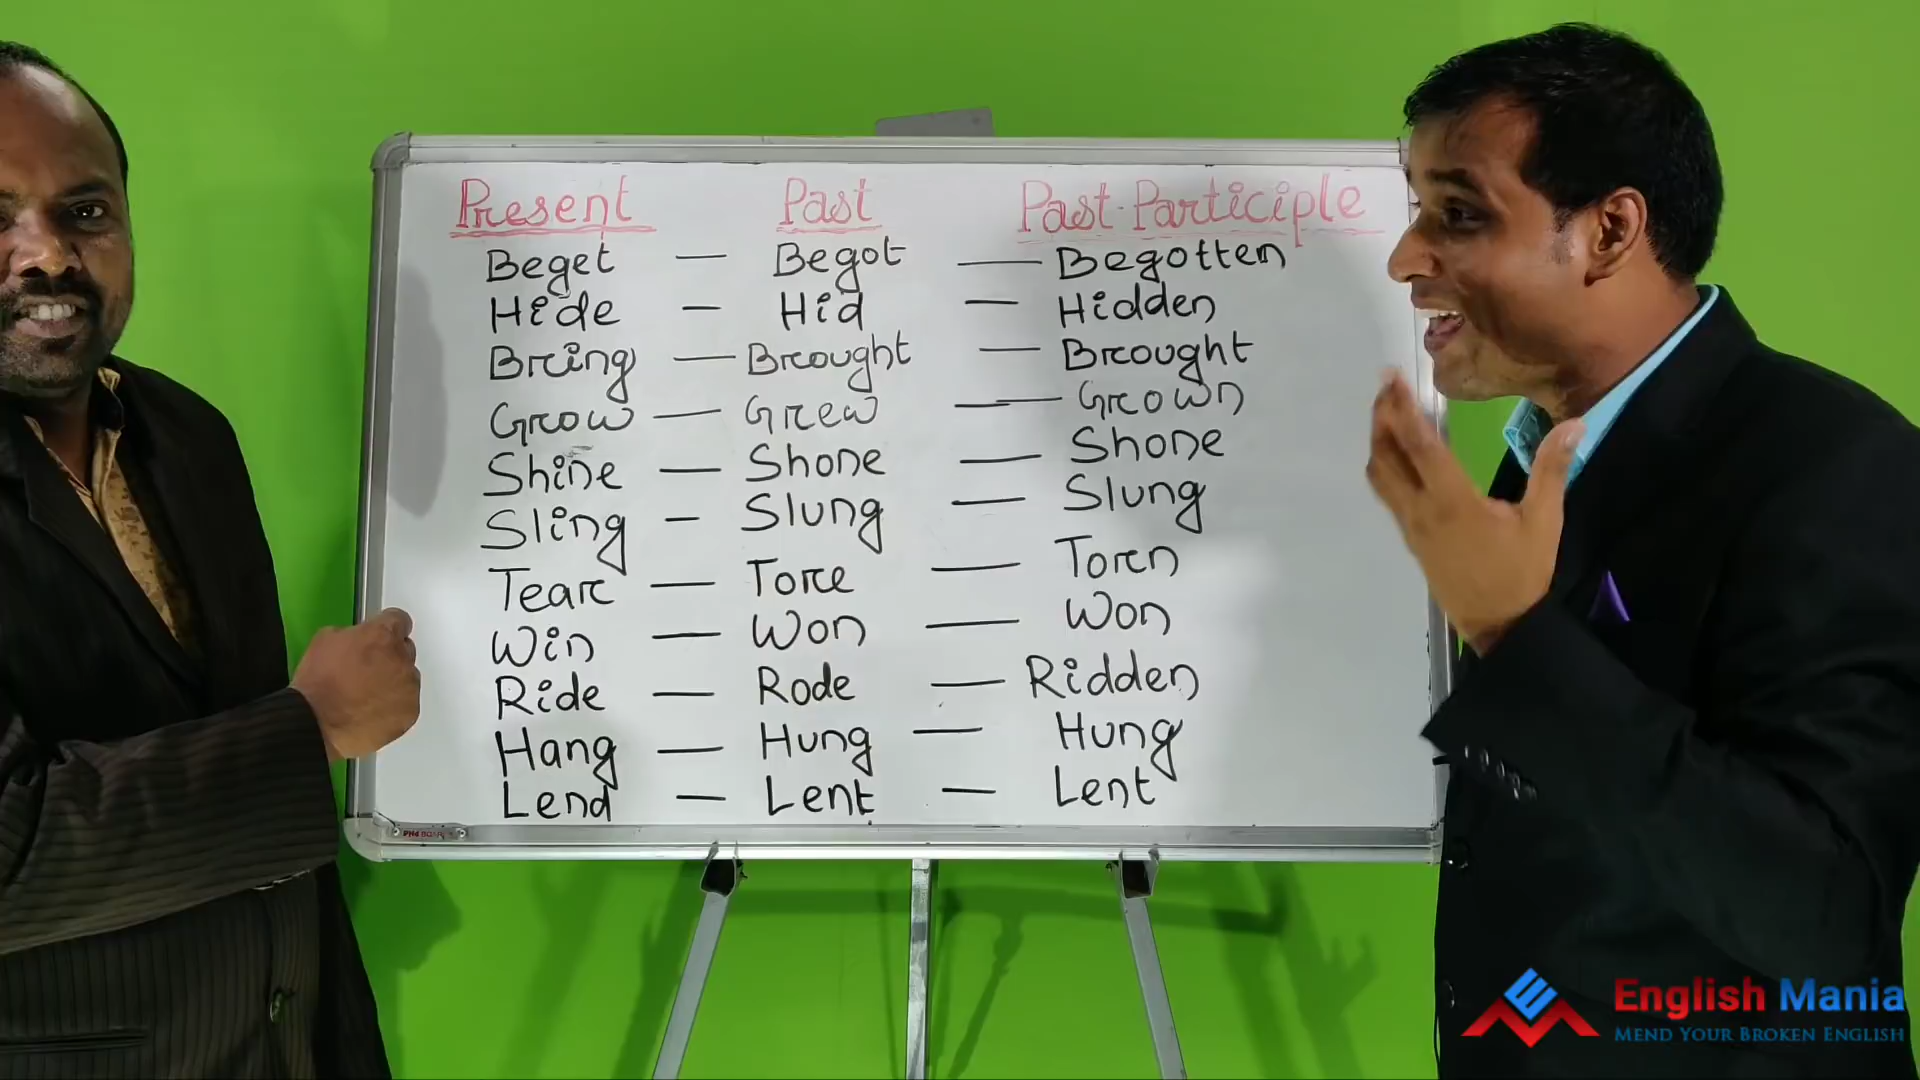 Present Past Past-Participle
Beget — Begot — Begotten
Hide — Hid — Hidden
Bring — Brought — Brought
Grow — Grew — Grown
Shine — Shone — Shone
Sling — Slung — Slung
Tear — Tore — Torn
Win — Won — Won
Ride — Rode — Ridden
Hang — Hung — Hung
Lend — Lent — Lent
English Mania
MEND YOUR BROKEN ENGLISH